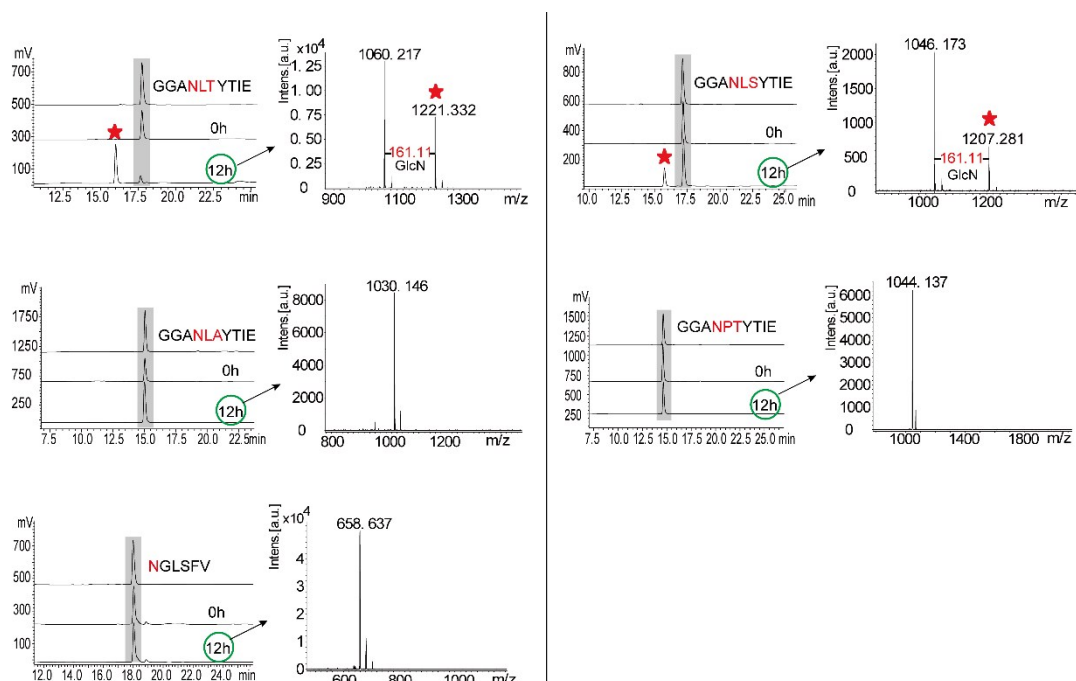 mV
700
500
300
100
GGANLTYTIE
0h
12h
12.5 15.0 17.5 20.0 22.5 min
Intens.[a.u.]
×10⁴
1.25
1.00
0.75
0.5
0.25
0
1060. 217
1221.332
161.11
GlcN
900 1100 1300 m/z
mV
800
600
400
200
GGANLSYTIE
0h
12h
10.0 12.5 15.0 17.5 20.0 22.5 25.0 min
Intens.[a.u.]
2000
1500
1000
500
0
1046. 173
1207.281
161.11
GlcN
1000 1200 m/z
mV
1750
1250
750
250
GGANLAYTIE
0h
12h
7.5 10.0 12.5 15.0 17.5 20.0 22.5min
Intens.[a.u.]
8000
6000
4000
2000
0
1030. 146
800 1000 1200 m/z
mV
1500
1250
1000
750
500
250
GGANPTYTIE
0h
12h
7.5 10.0 12.5 15.0 17.5 20.0 22.5 25.0 min
Intens.[a.u.]
6000
5000
4000
3000
2000
1000
0
1044. 137
1000 1400 1800 m/z
mV
700
500
300
100
NGLSFV
0h
12h
12.0 14.0 16.0 18.0 20.0 22.0 24.0 min
Intens.[a.u.]
×10⁴
4
3
2
1
0
658. 637
600 800 1000 m/z